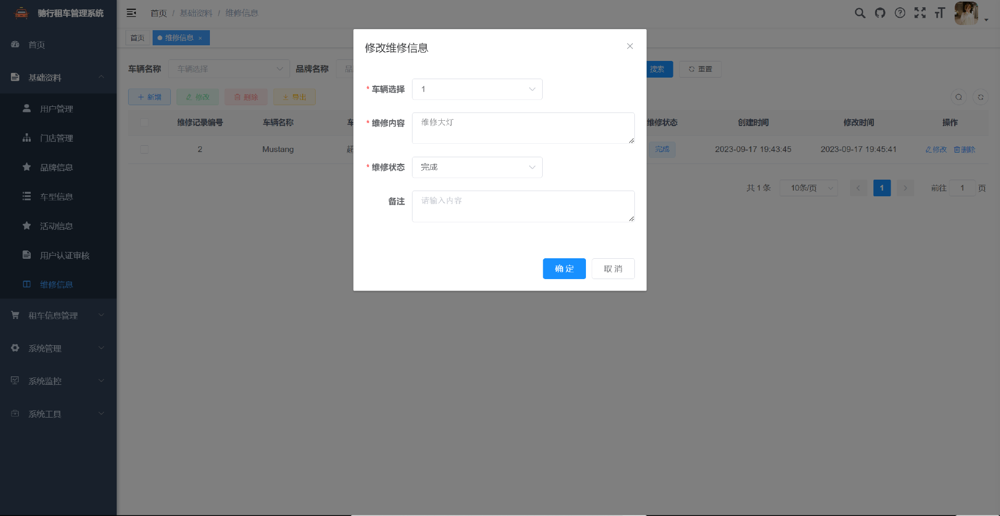 驰行租车管理系统
首页 / 基础资料 / 维修信息
首页
维修信息 ×
首页
基础资料
用户管理
门店管理
品牌信息
车型信息
活动信息
用户认证审核
维修信息
租车信息管理
系统管理
系统监控
系统工具
车辆名称 车辆选择 品牌名称 品 搜索 重置
新增 修改 删除 导出
维修记录编号 车辆名称 车 维修状态 创建时间 修改时间 操作
2 Mustang 超 完成 2023-09-17 19:43:45 2023-09-17 19:45:41 修改 删除
共 1 条 10条/页 1 前往 1 页
修改维修信息
* 车辆选择 1
* 维修内容 维修大灯
* 维修状态 完成
备注 请输入内容
确 定 取 消